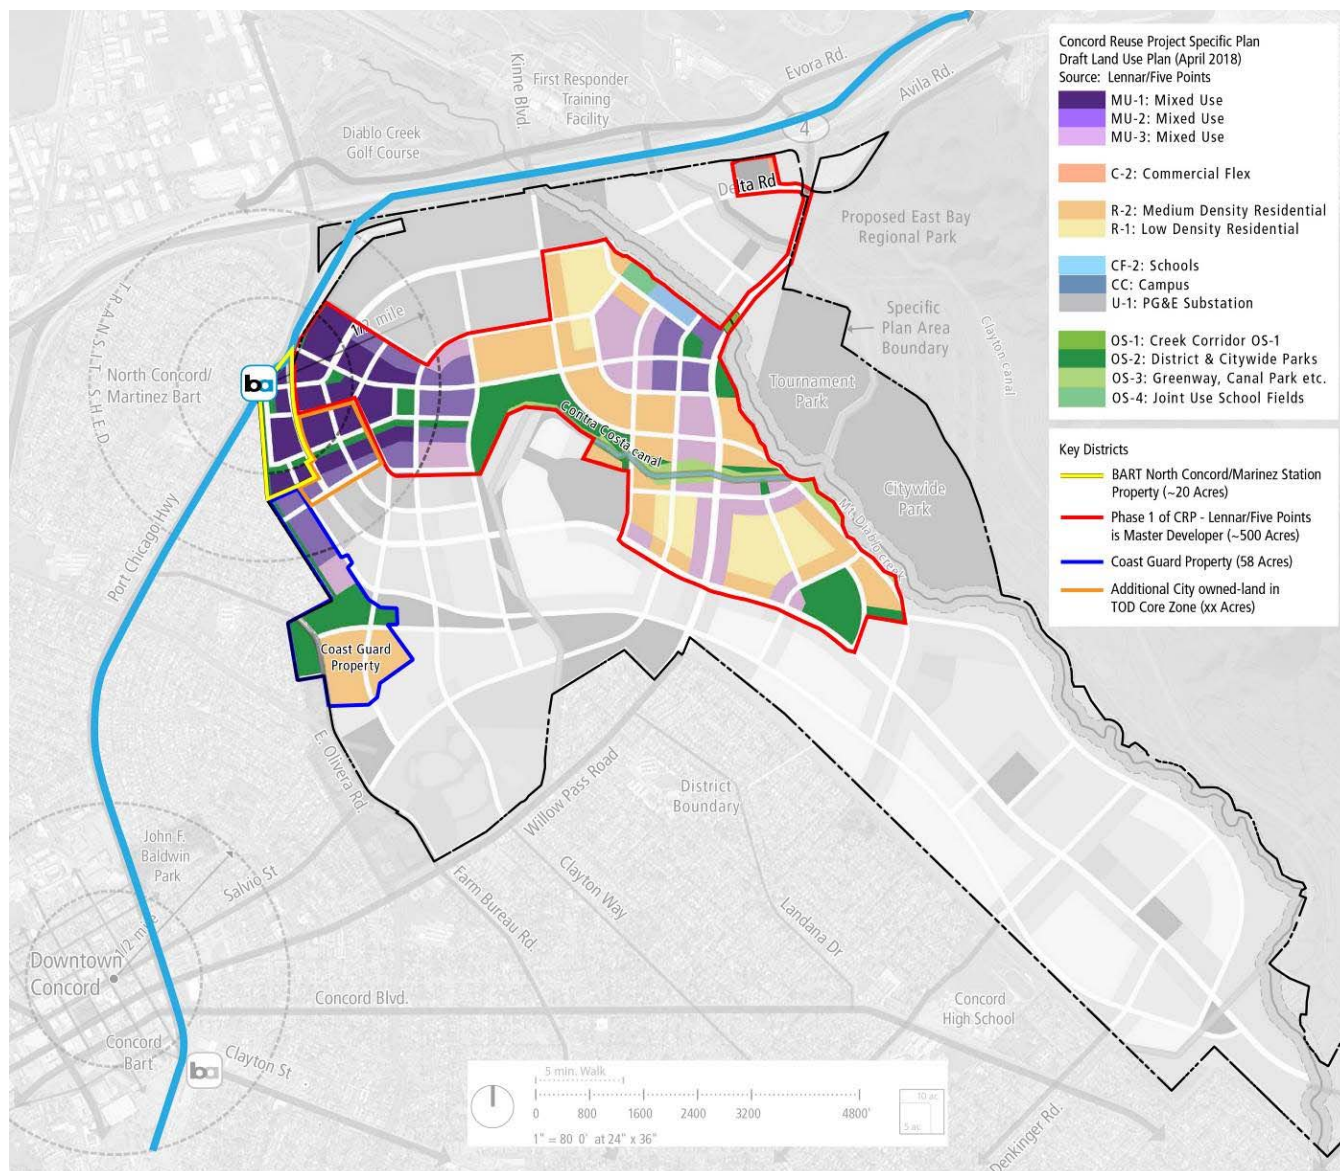 Concord Reuse Project Specific Plan
Draft Land Use Plan (April 2018)
Source: Lennar/Five Points
MU-1: Mixed Use
MU-2: Mixed Use
MU-3: Mixed Use
C-2: Commercial Flex
R-2: Medium Density Residential
R-1: Low Density Residential
CF-2: Schools
CC: Campus
U-1: PG&E Substation
OS-1: Creek Corridor OS-1
OS-2: District & Citywide Parks
OS-3: Greenway, Canal Park etc.
OS-4: Joint Use School Fields
Key Districts
BART North Concord/Marinez Station
Property (~20 Acres)
Phase 1 of CRP - Lennar/Five Points
is Master Developer (~500 Acres)
Coast Guard Property (58 Acres)
Additional City owned-land in
TOD Core Zone (xx Acres)
Kinne Blvd.
First Responder
Training
Facility
Evora Rd.
Avila Rd.
4
Diablo Creek
Golf Course
Delta Rd
Proposed East Bay
Regional Park
TRANSIT SHED
1/2 mile
Specific
Plan Area
Boundary
Clayton canal
North Concord/
Martinez Bart
ba
Tournament
Park
Contra Costa canal
Citywide
Park
Mt Diablo creek
Port Chicago Hwy
Coast Guard
Property
E. Olivera Rd.
Willow Pass Road
District
Boundary
John F.
Baldwin
Park
Salvio St
1/2 mile
Clayton Way
Farm Bureau Rd.
Landana Dr
Downtown
Concord
Concord Blvd.
Concord
High School
Concord
Bart
ba
Clayton St
Denkinger Rd.
5 min. Walk
0 800 1600 2400 3200 4800'
1" = 80 0' at 24" x 36"
10 ac.
5 ac.